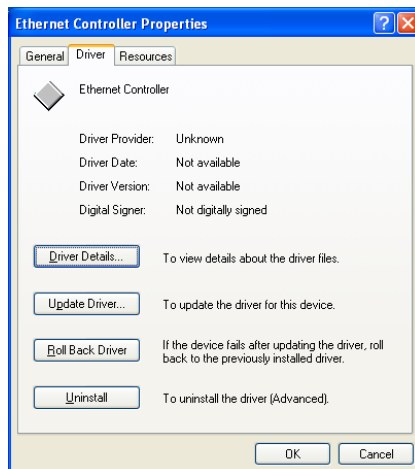 Ethernet Controller Properties
General Driver Resources
Ethernet Controller
Driver Provider: Unknown
Driver Date: Not available
Driver Version: Not available
Digital Signer: Not digitally signed
Driver Details... To view details about the driver files.
Update Driver... To update the driver for this device.
Roll Back Driver If the device fails after updating the driver, roll
back to the previously installed driver.
Uninstall To uninstall the driver (Advanced).
OK Cancel